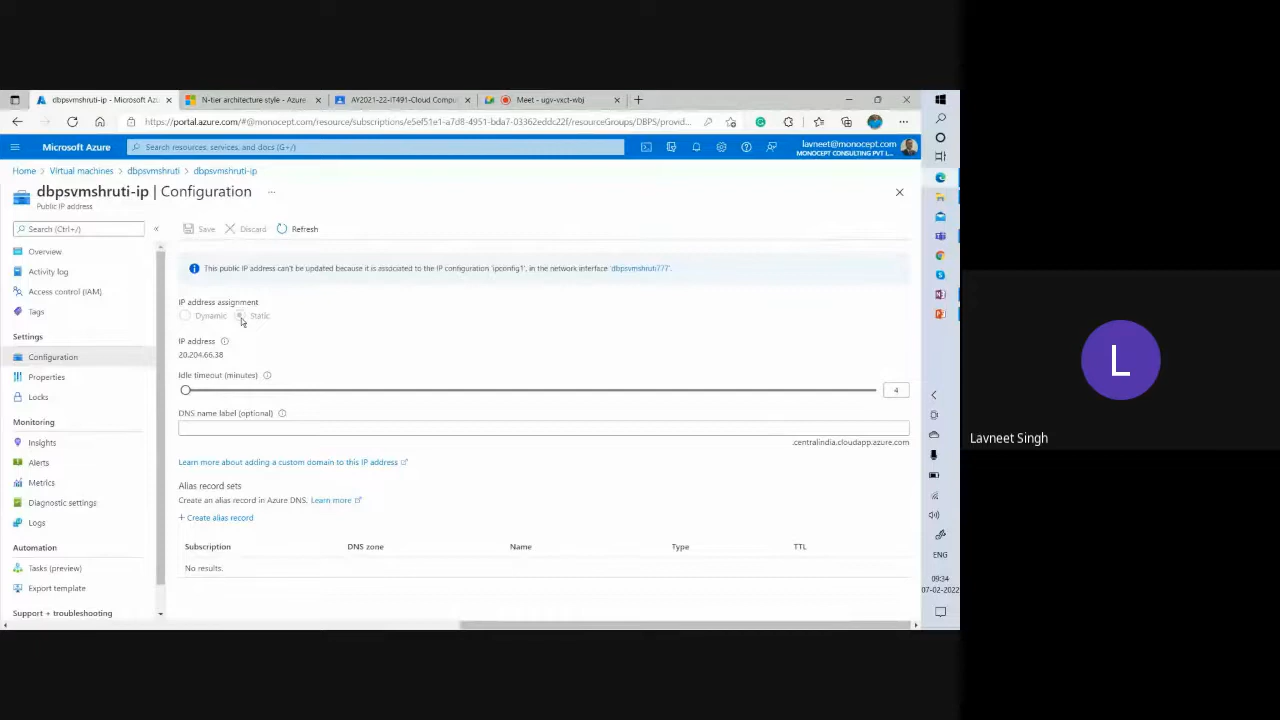 dbpsvmshruti-ip - Microsoft Az
N-tier architecture style - Azure
AY2021-22-IT491-Cloud Compu
Meet - ugv-vxct-wbj
https://portal.azure.com/#@monocept.com/resource/subscriptions/e5ef51e1-a7d8-4951-bda7-03362eddc22f/resourceGroups/DBPS/provid...
Microsoft Azure
Search resources, services, and docs (G+/)
lavneet@monocept.com
MONOCEPT CONSULTING PVT L...
Home > Virtual machines > dbpsvmshruti > dbpsvmshruti-ip
dbpsvmshruti-ip | Configuration ...
Public IP address
Search (Ctrl+/)
Save
Discard
Refresh
Overview
Activity log
Access control (IAM)
Tags
Settings
Configuration
Properties
Locks
Monitoring
Insights
Alerts
Metrics
Diagnostic settings
Logs
Automation
Tasks (preview)
Export template
Support + troubleshooting
This public IP address can't be updated because it is associated to the IP configuration 'ipconfig1', in the network interface 'dbpsvmshruti777'.
IP address assignment
Dynamic Static
IP address
20.204.66.38
Idle timeout (minutes)
4
DNS name label (optional)
.centralindia.cloudapp.azure.com
Learn more about adding a custom domain to this IP address
Alias record sets
Create an alias record in Azure DNS. Learn more
+ Create alias record
Subscription DNS zone Name Type TTL
No results.
ENG
09:34
07-02-2022
L
Lavneet Singh